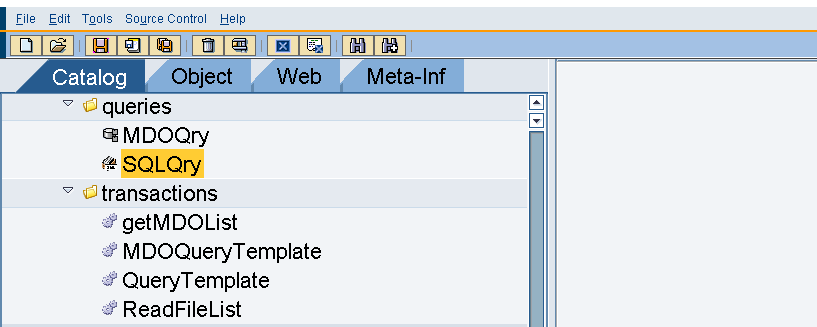 File Edit Tools Source Control Help
Catalog Object Web Meta-Inf
queries
MDOQry
SQLQry
transactions
getMDOList
MDOQueryTemplate
QueryTemplate
ReadFileList